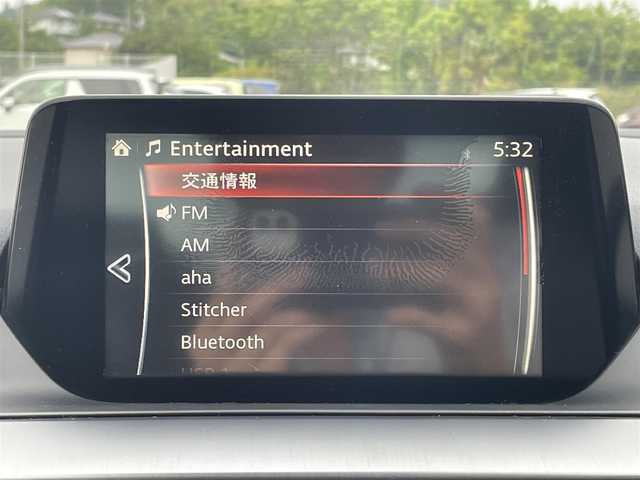 Entertainment 5:32
交通情報
FM
AM
aha
Stitcher
Bluetooth